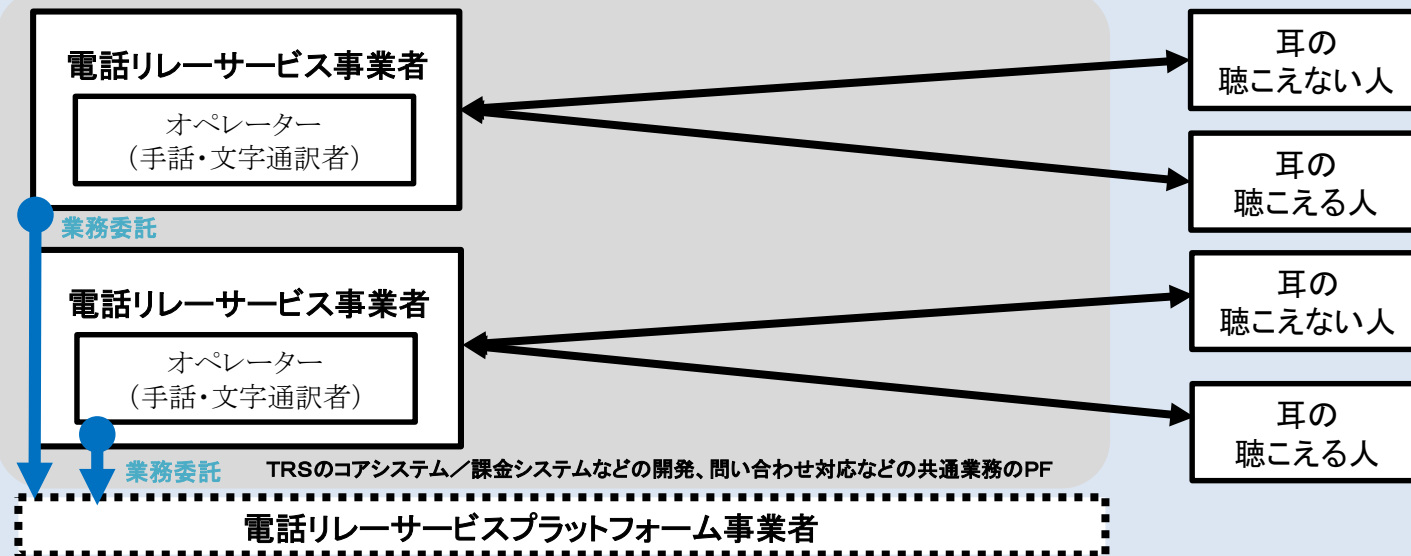 電話リレーサービス事業者
オペレーター
（手話・文字通訳者）
耳の
聴こえない人
耳の
聴こえる人
業務委託
電話リレーサービス事業者
オペレーター
（手話・文字通訳者）
耳の
聴こえない人
耳の
聴こえる人
業務委託
TRSのコアシステム／課金システムなどの開発、問い合わせ対応などの共通業務のPF
電話リレーサービスプラットフォーム事業者